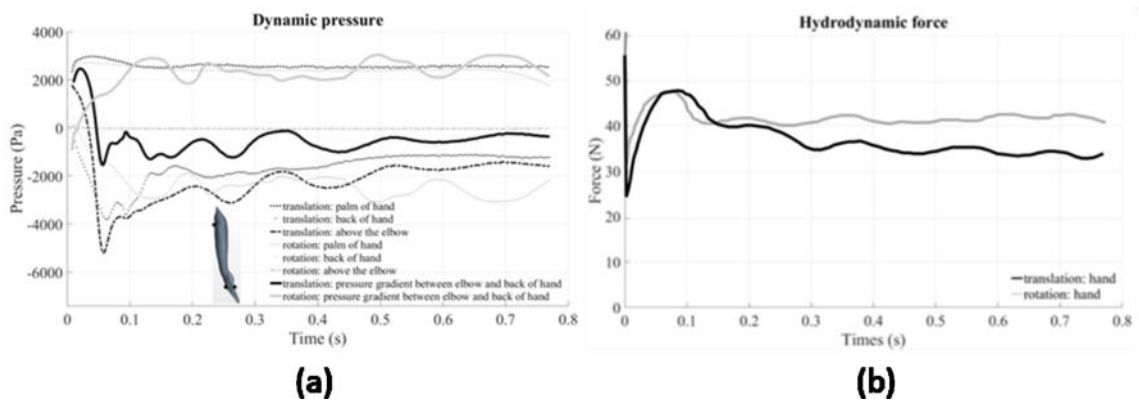 Dynamic pressure
4000
2000
0
-2000
-4000
-6000
Pressure (Pa)
translation: palm of hand
translation: back of hand
translation: above the elbow
rotation: palm of hand
rotation: back of hand
rotation: above the elbow
translation: pressure gradient between elbow and back of hand
rotation: pressure gradient between elbow and back of hand
0 0.1 0.2 0.3 0.4 0.5 0.6 0.7 0.8
Time (s)
(a)
Hydrodynamic force
60
50
40
30
20
10
0
Force (N)
translation: hand
rotation: hand
0 0.1 0.2 0.3 0.4 0.5 0.6 0.7 0.8
Times (s)
(b)